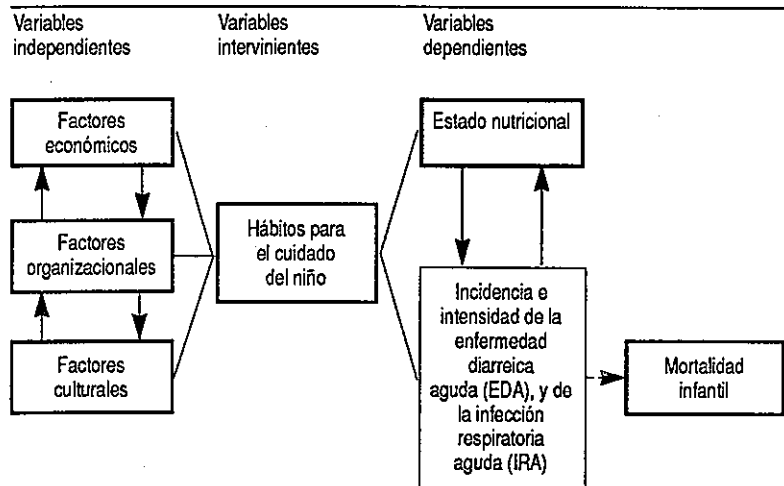 Variables
independientes
Variables
intervinientes
Variables
dependientes
Factores
económicos
Factores
organizacionales
Factores
culturales
Hábitos para
el cuidado
del niño
Estado nutricional
Incidencia e
intensidad de la
enfermedad
diarreica
aguda (EDA), y de
la infección
respiratoria
aguda (IRA)
Mortalidad
infantil